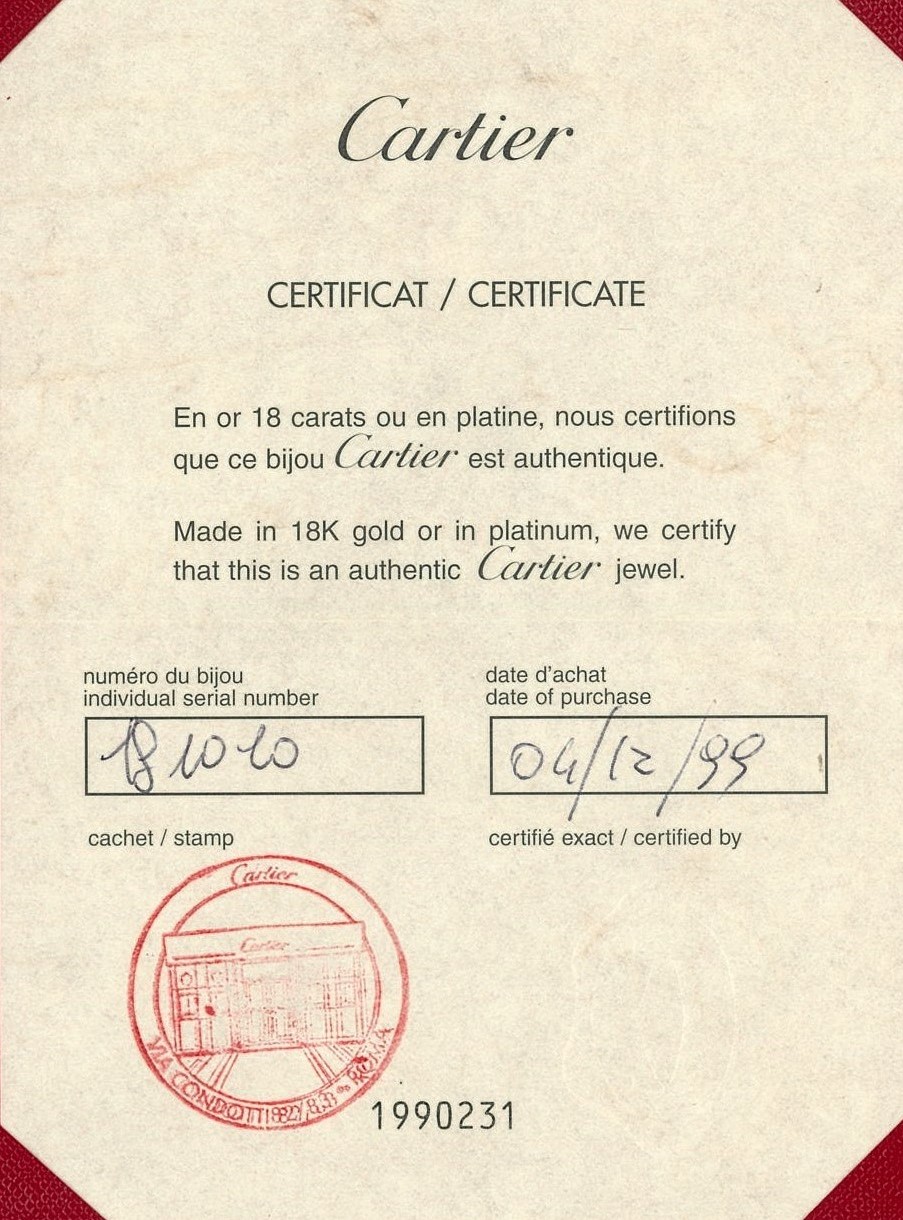 Cartier
CERTIFICAT / CERTIFICATE
En or 18 carats ou en platine, nous certifions
que ce bijou Cartier est authentique.
Made in 18K gold or in platinum, we certify
that this is an authentic Cartier jewel.
numéro du bijou
individual serial number
date d'achat
date of purchase
04/12/99
cachet / stamp
certifié exact / certified by
Cartier
Cartier
VIA CONDOTTI ROMA
1990231